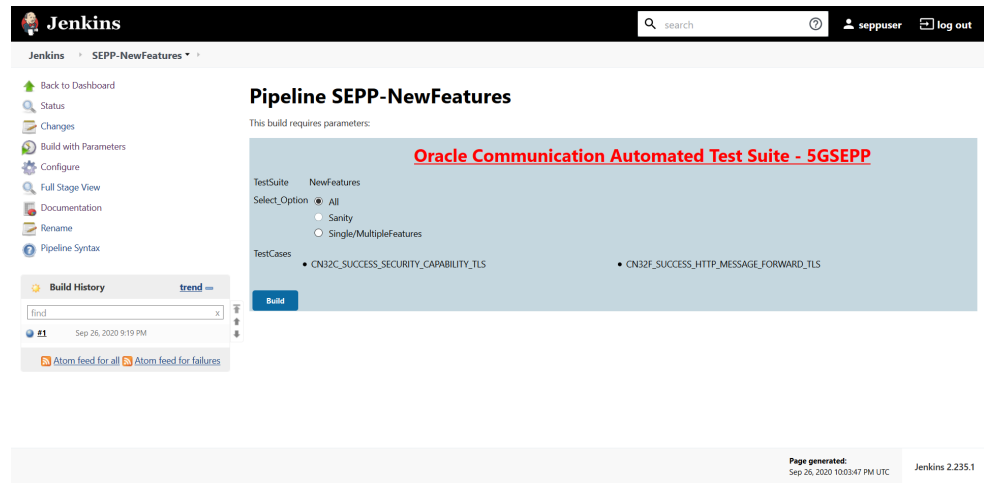 Jenkins
search
seppuser
log out
Jenkins
SEPP-NewFeatures
Back to Dashboard
Status
Changes
Build with Parameters
Configure
Full Stage View
Documentation
Rename
Pipeline Syntax
Build History
trend
find
x
#1
Sep 26, 2020 9:19 PM
Atom feed for all
Atom feed for failures
Pipeline SEPP-NewFeatures
This build requires parameters:
Oracle Communication Automated Test Suite - 5GSEPP
TestSuite NewFeatures
Select_Option All
Sanity
Single/MultipleFeatures
TestCases
• CN32C_SUCCESS_SECURITY_CAPABILITY_TLS
• CN32F_SUCCESS_HTTP_MESSAGE_FORWARD_TLS
Build
Page generated:
Sep 26, 2020 10:03:47 PM UTC
Jenkins 2.235.1